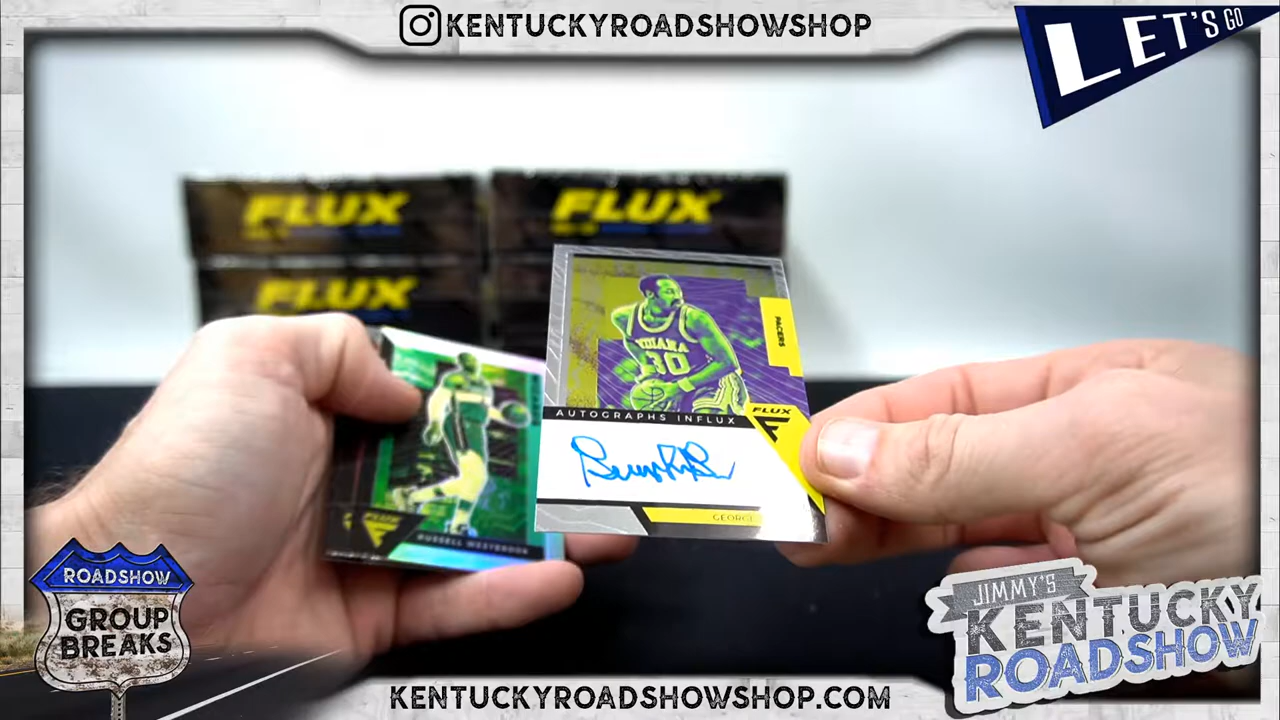 KENTUCKYROADSHOWSHOP
LET'S GO
FLUX
FLUX
FLUX
PACERS
INDIANA
30
AUTOGRAPHS INFLUX
FLUX
GEORGE
FLUX
RUSSELL WESTBROOK
ROADSHOW
GROUP
BREAKS
JIMMY'S
KENTUCKY
ROADSHOW
KENTUCKYROADSHOWSHOP.COM